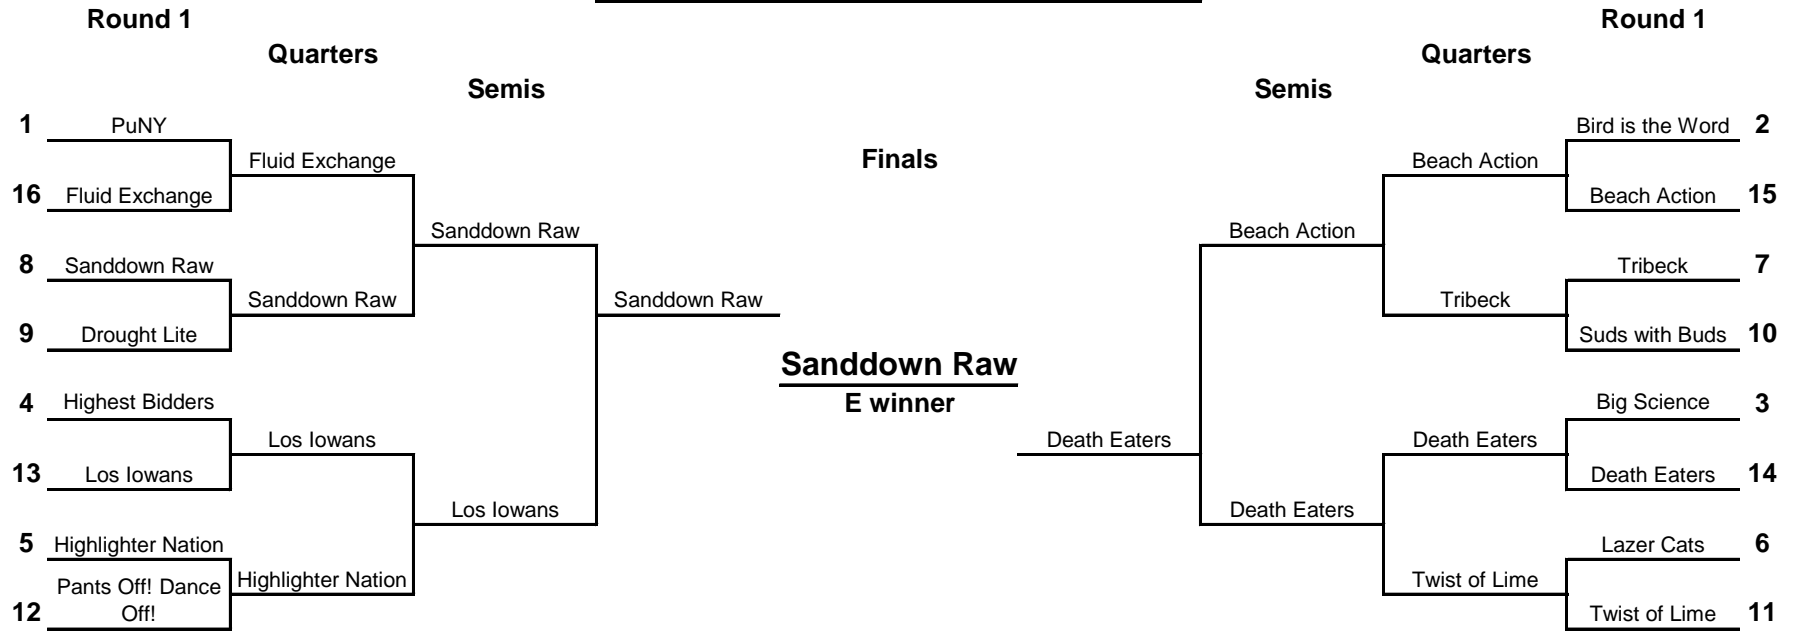 Round 1
Round 1
Quarters
Quarters
Semis
Semis
1 PuNY
Bird is the Word 2
Fluid Exchange
Finals
Beach Action
16 Fluid Exchange
Beach Action 15
Sanddown Raw
Beach Action
8 Sanddown Raw
Tribeck 7
Sanddown Raw
Sanddown Raw
Tribeck
9 Drought Lite
Suds with Buds 10
Sanddown Raw
E winner
4 Highest Bidders
Big Science 3
Los Iowans
Death Eaters
Death Eaters
13 Los Iowans
Death Eaters 14
Los Iowans
Death Eaters
5 Highlighter Nation
Lazer Cats 6
Highlighter Nation
Twist of Lime
Pants Off! Dance
12 Off!
Twist of Lime 11